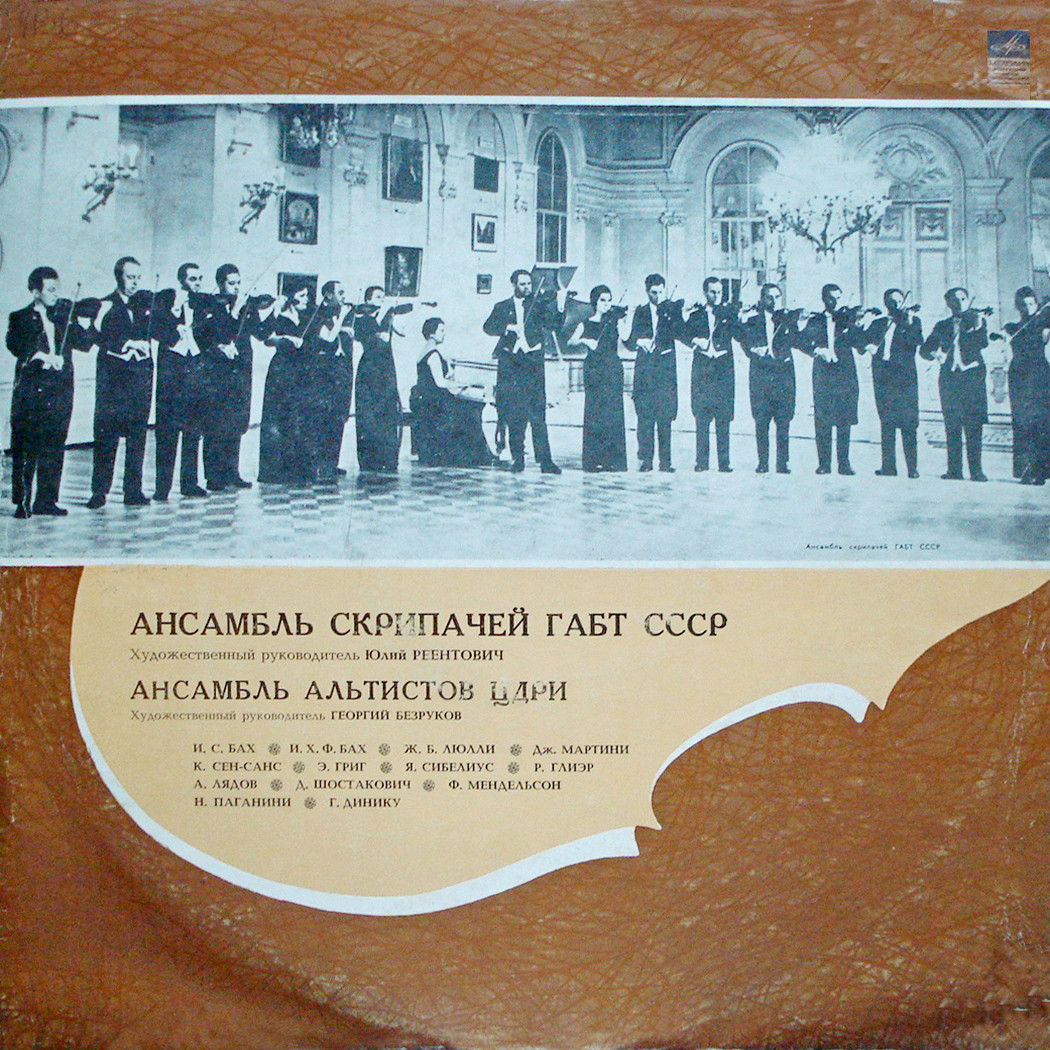 Ансамбль скрипачей ГАБТ СССР
АНСАМБЛЬ СКРИПАЧЕЙ ГАБТ СССР
Художественный руководитель Юлий РЕЕНТОВИЧ
АНСАМБЛЬ АЛЬТИСТОВ ЦДРИ
Художественный руководитель ГЕОРГИЙ БЕЗРУКОВ
И. С. БАХ И. Х. Ф. БАХ Ж. Б. ЛЮЛЛИ Дж. МАРТИНИ
К. СЕН-САНС Э. ГРИГ Я. СИБЕЛИУС Р. ГЛИЭР
А. ЛЯДОВ Д. ШОСТАКОВИЧ Ф. МЕНДЕЛЬСОН
Н. ПАГАНИНИ Г. ДИНИКУ